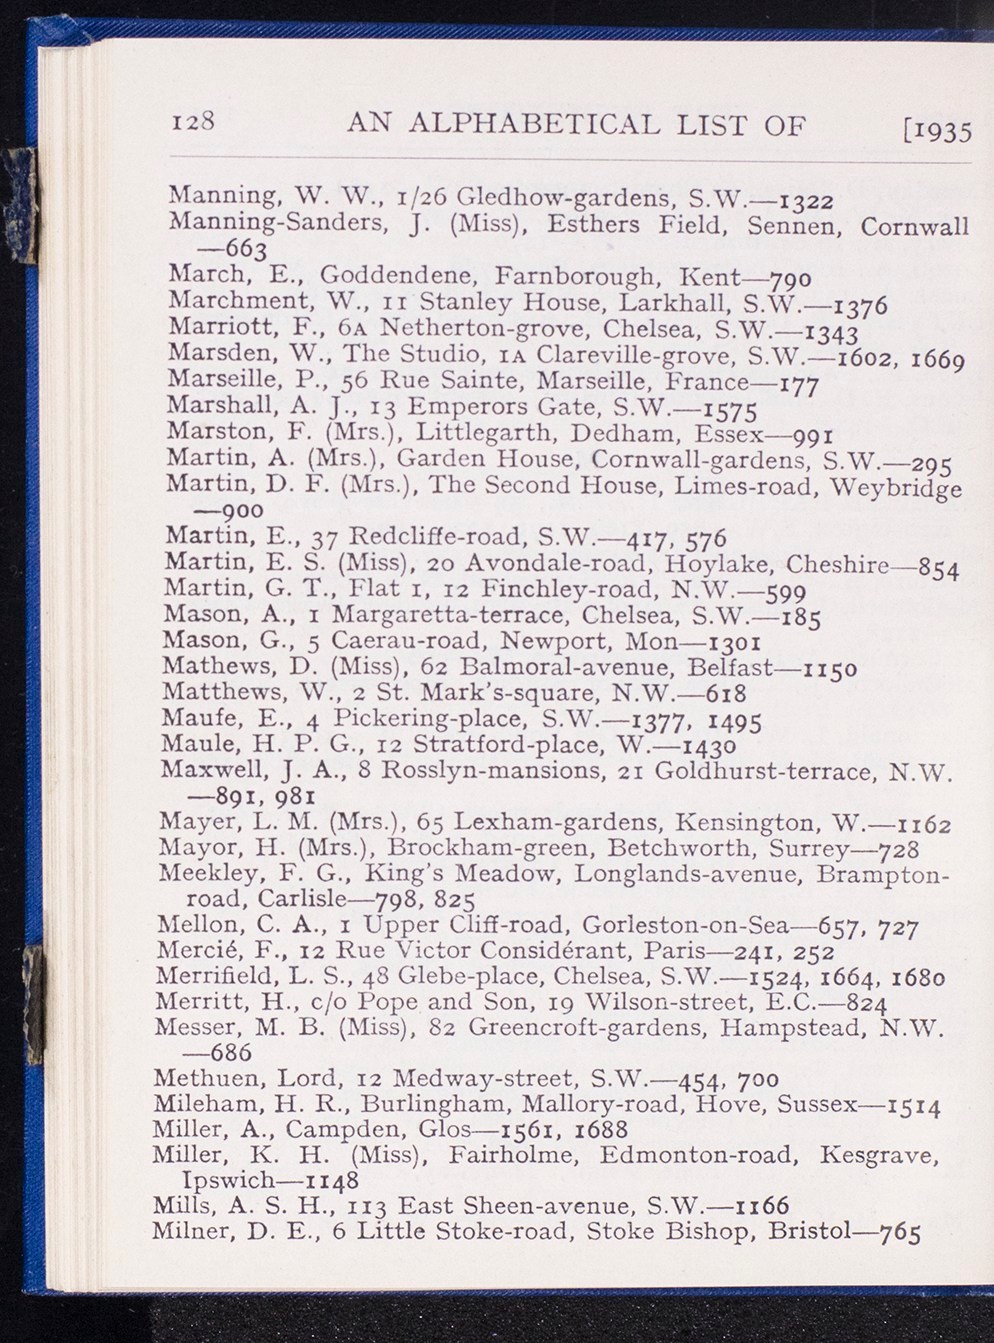 128 AN ALPHABETICAL LIST OF [1935
Manning, W. W., 1/26 Gledhow-gardens, S.W.—1322
Manning-Sanders, J. (Miss), Esthers Field, Sennen, Cornwall
—663
March, E., Goddendene, Farnborough, Kent—790
Marchment, W., 11 Stanley House, Larkhall, S.W.—1376
Marriott, F., 6A Netherton-grove, Chelsea, S.W.—1343
Marsden, W., The Studio, 1A Clareville-grove, S.W.—1602, 1669
Marseille, P., 56 Rue Sainte, Marseille, France—177
Marshall, A. J., 13 Emperors Gate, S.W.—1575
Marston, F. (Mrs.), Littlegarth, Dedham, Essex—991
Martin, A. (Mrs.), Garden House, Cornwall-gardens, S.W.—295
Martin, D. F. (Mrs.), The Second House, Limes-road, Weybridge
—900
Martin, E., 37 Redcliffe-road, S.W.—417, 576
Martin, E. S. (Miss), 20 Avondale-road, Hoylake, Cheshire—854
Martin, G. T., Flat 1, 12 Finchley-road, N.W.—599
Mason, A., 1 Margaretta-terrace, Chelsea, S.W.—185
Mason, G., 5 Caerau-road, Newport, Mon—1301
Mathews, D. (Miss), 62 Balmoral-avenue, Belfast—1150
Matthews, W., 2 St. Mark's-square, N.W.—618
Maufe, E., 4 Pickering-place, S.W.—1377, 1495
Maule, H. P. G., 12 Stratford-place, W.—1430
Maxwell, J. A., 8 Rosslyn-mansions, 21 Goldhurst-terrace, N.W.
—891, 981
Mayer, L. M. (Mrs.), 65 Lexham-gardens, Kensington, W.—1162
Mayor, H. (Mrs.), Brockham-green, Betchworth, Surrey—728
Meekley, F. G., King's Meadow, Longlands-avenue, Brampton-
road, Carlisle—798, 825
Mellon, C. A., 1 Upper Cliff-road, Gorleston-on-Sea—657, 727
Mercié, F., 12 Rue Victor Considérant, Paris—241, 252
Merrifield, L. S., 48 Glebe-place, Chelsea, S.W.—1524, 1664, 1680
Merritt, H., c/o Pope and Son, 19 Wilson-street, E.C.—824
Messer, M. B. (Miss), 82 Greencroft-gardens, Hampstead, N.W.
—686
Methuen, Lord, 12 Medway-street, S.W.—454, 700
Mileham, H. R., Burlingham, Mallory-road, Hove, Sussex—1514
Miller, A., Campden, Glos—1561, 1688
Miller, K. H. (Miss), Fairholme, Edmonton-road, Kesgrave,
Ipswich—1148
Mills, A. S. H., 113 East Sheen-avenue, S.W.—1166
Milner, D. E., 6 Little Stoke-road, Stoke Bishop, Bristol—765